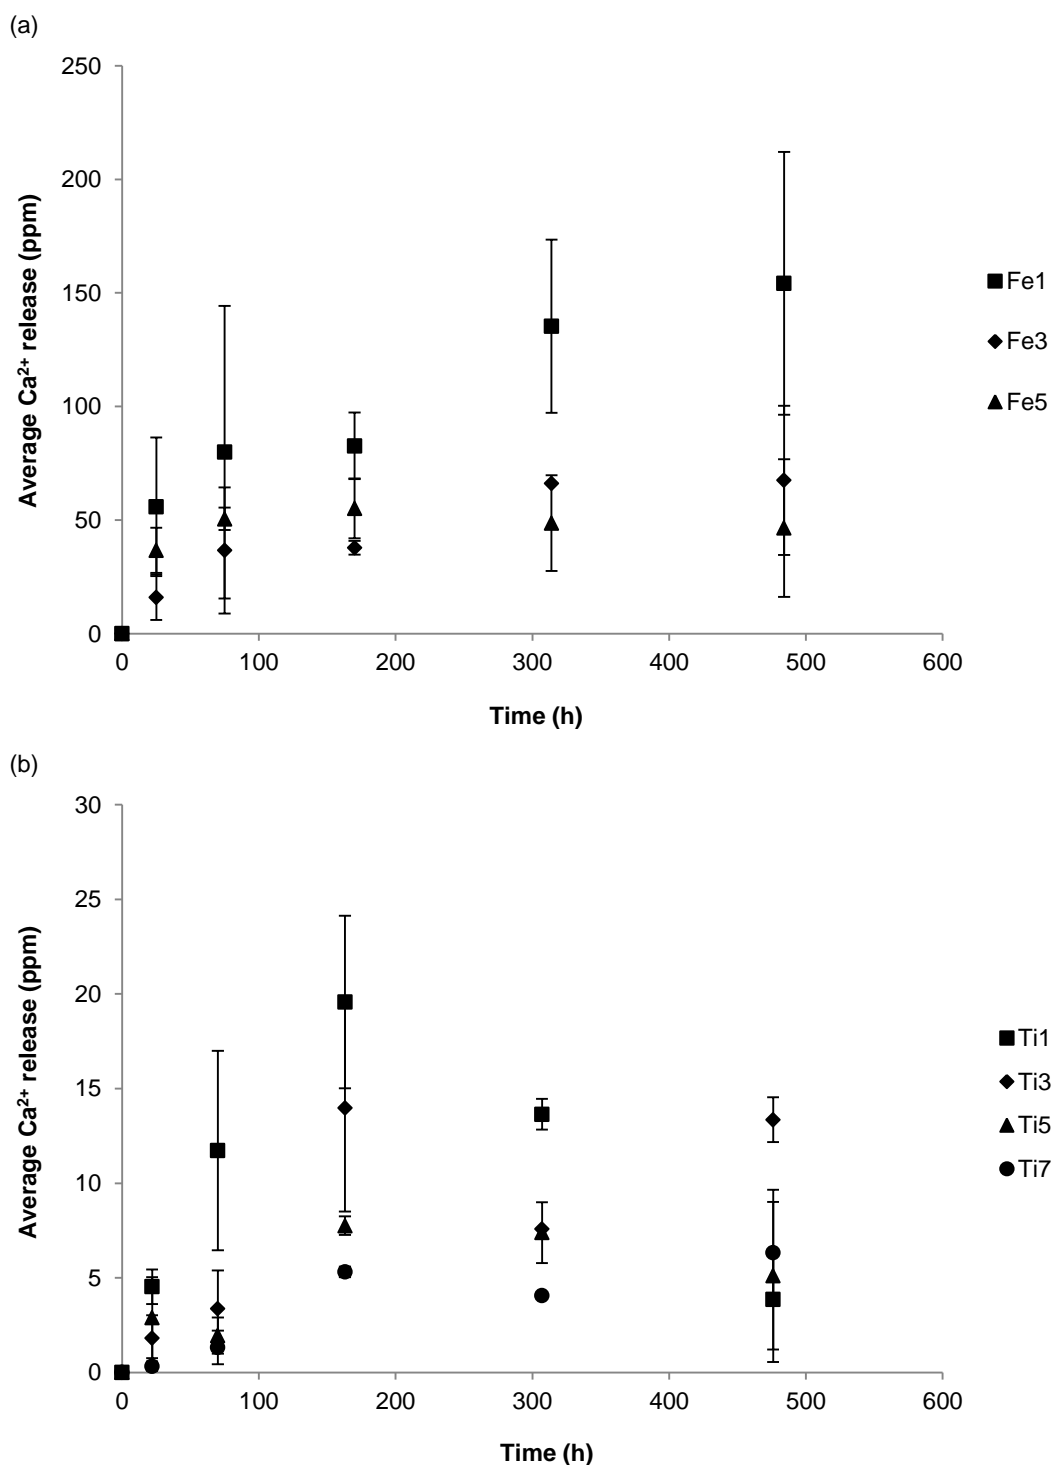 (a)
250
200
150
100
50
0
0 100 200 300 400 500 600
Average Ca²⁺ release (ppm)
Time (h)
Fe1
Fe3
Fe5
(b)
30
25
20
15
10
5
0
0 100 200 300 400 500 600
Average Ca²⁺ release (ppm)
Time (h)
Ti1
Ti3
Ti5
Ti7